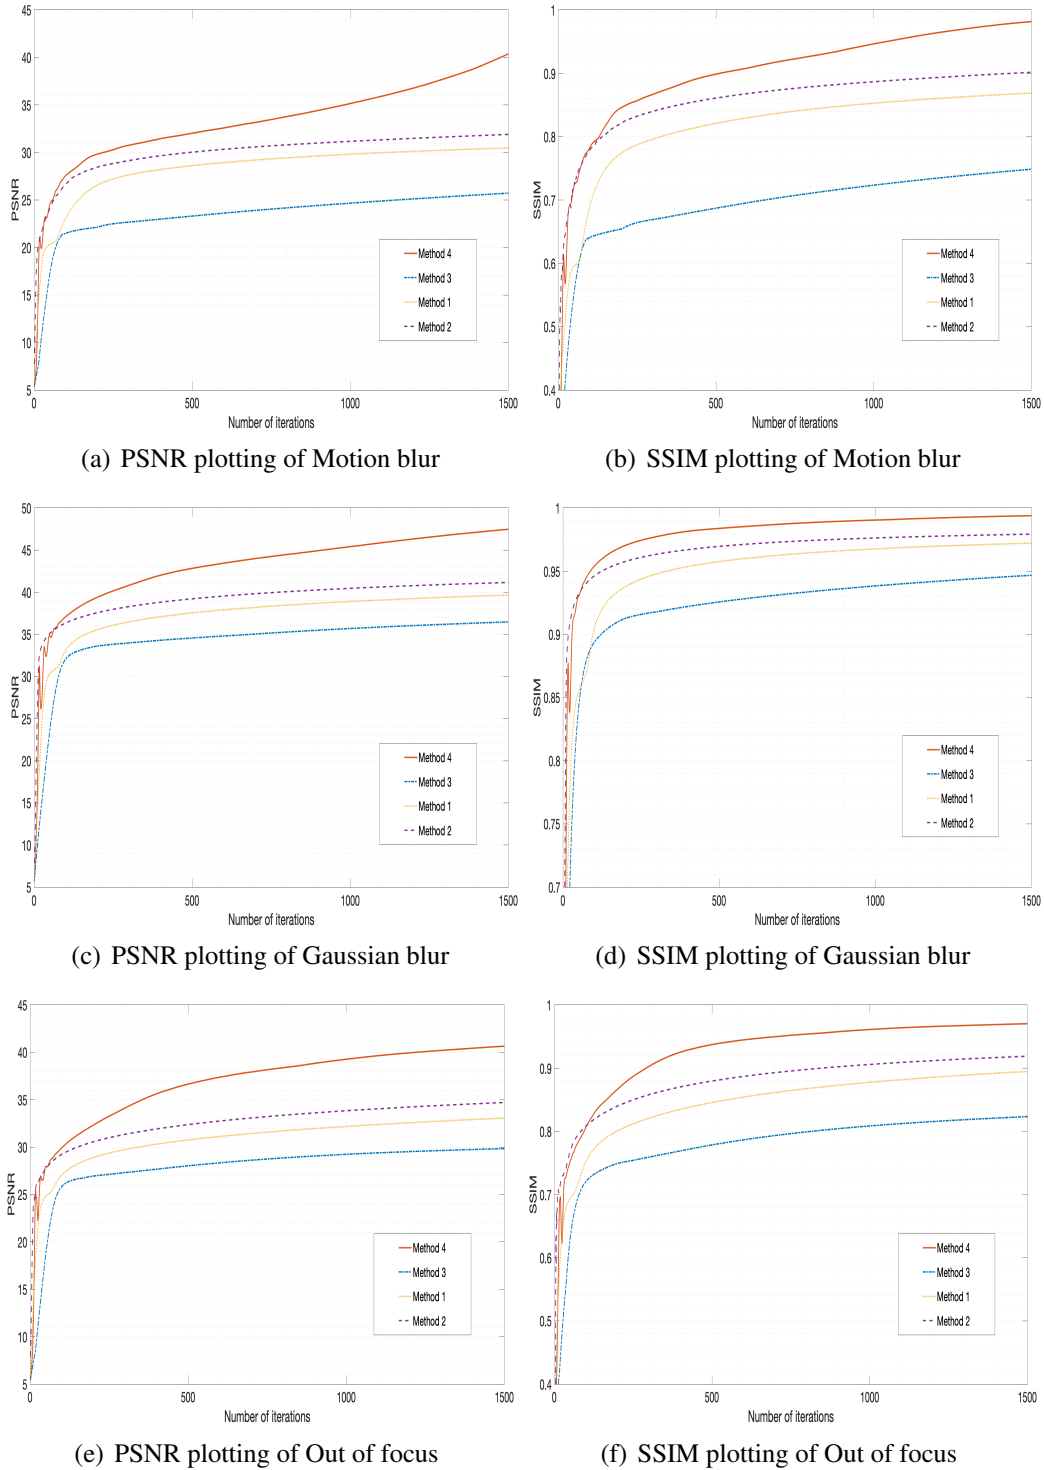 45
40
35
30
25
20
15
10
5
PSNR
0
500
1000
1500
Number of iterations
Method 4
Method 3
Method 1
Method 2
(a) PSNR plotting of Motion blur
1
0.9
0.8
0.7
0.6
0.5
0.4
SSIM
0
500
1000
1500
Number of iterations
Method 4
Method 3
Method 1
Method 2
(b) SSIM plotting of Motion blur
50
45
40
35
30
25
20
15
10
5
PSNR
0
500
1000
1500
Number of iterations
Method 4
Method 3
Method 1
Method 2
(c) PSNR plotting of Gaussian blur
1
0.95
0.9
0.85
0.8
0.75
0.7
SSIM
0
500
1000
1500
Number of iterations
Method 4
Method 3
Method 1
Method 2
(d) SSIM plotting of Gaussian blur
45
40
35
30
25
20
15
10
5
PSNR
0
500
1000
1500
Number of iterations
Method 4
Method 3
Method 1
Method 2
(e) PSNR plotting of Out of focus
1
0.9
0.8
0.7
0.6
0.5
0.4
SSIM
0
500
1000
1500
Number of iterations
Method 4
Method 3
Method 1
Method 2
(f) SSIM plotting of Out of focus